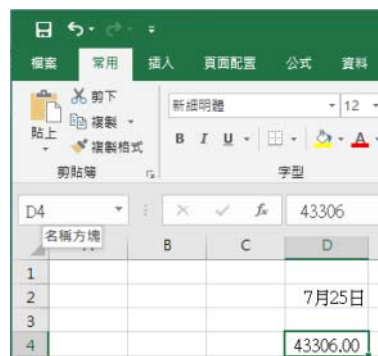 檔案 常用 插入 頁面配置 公式 資料
剪下
新細明體 12
複製
貼上
B I U A
複製格式
剪貼簿 字型
D4 fx 43306
名稱方塊
B C D
1
2 7月25日
3
4 43306.00